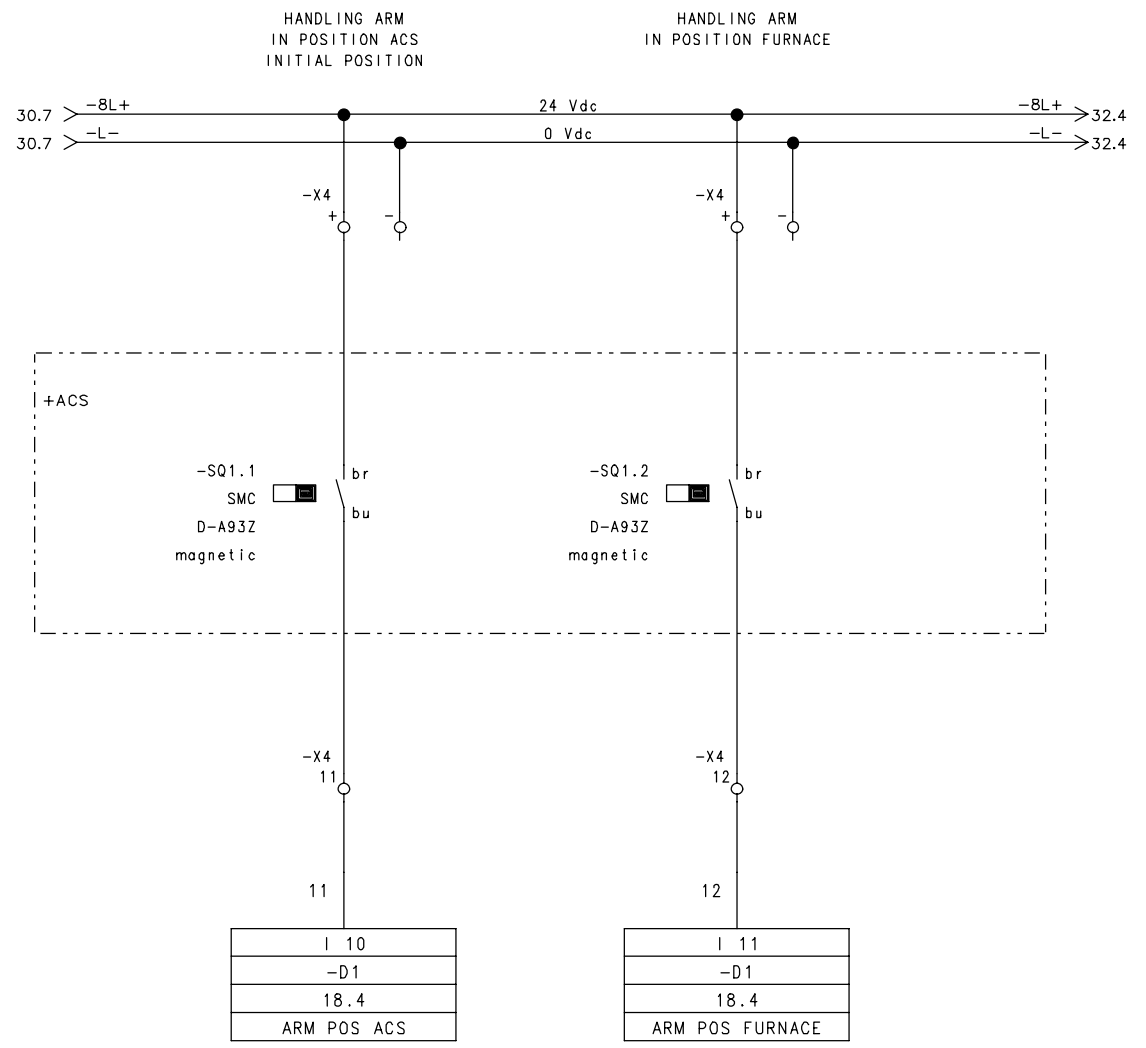 HANDLING ARM
IN POSITION ACS
INITIAL POSITION
HANDLING ARM
IN POSITION FURNACE
30.7
-8L+
24 Vdc
-8L+
32.4
30.7
-L-
0 Vdc
-L-
32.4
-X4
+
-
-X4
+
-
+ACS
-SQ1.1
SMC
D-A93Z
magnetic
br
bu
-SQ1.2
SMC
D-A93Z
magnetic
br
bu
-X4
11
-X4
12
11
12
I 10
-D1
18.4
ARM POS ACS
I 11
-D1
18.4
ARM POS FURNACE